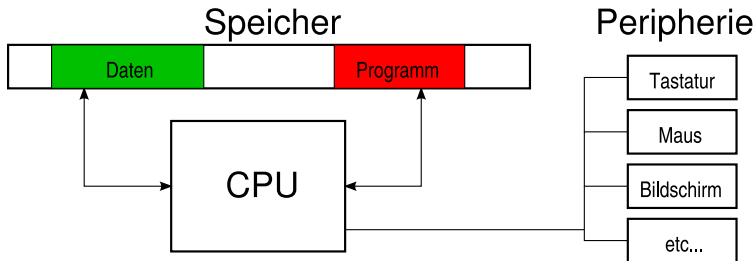 Speicher
Peripherie
Daten
Programm
Tastatur
Maus
CPU
Bildschirm
etc...